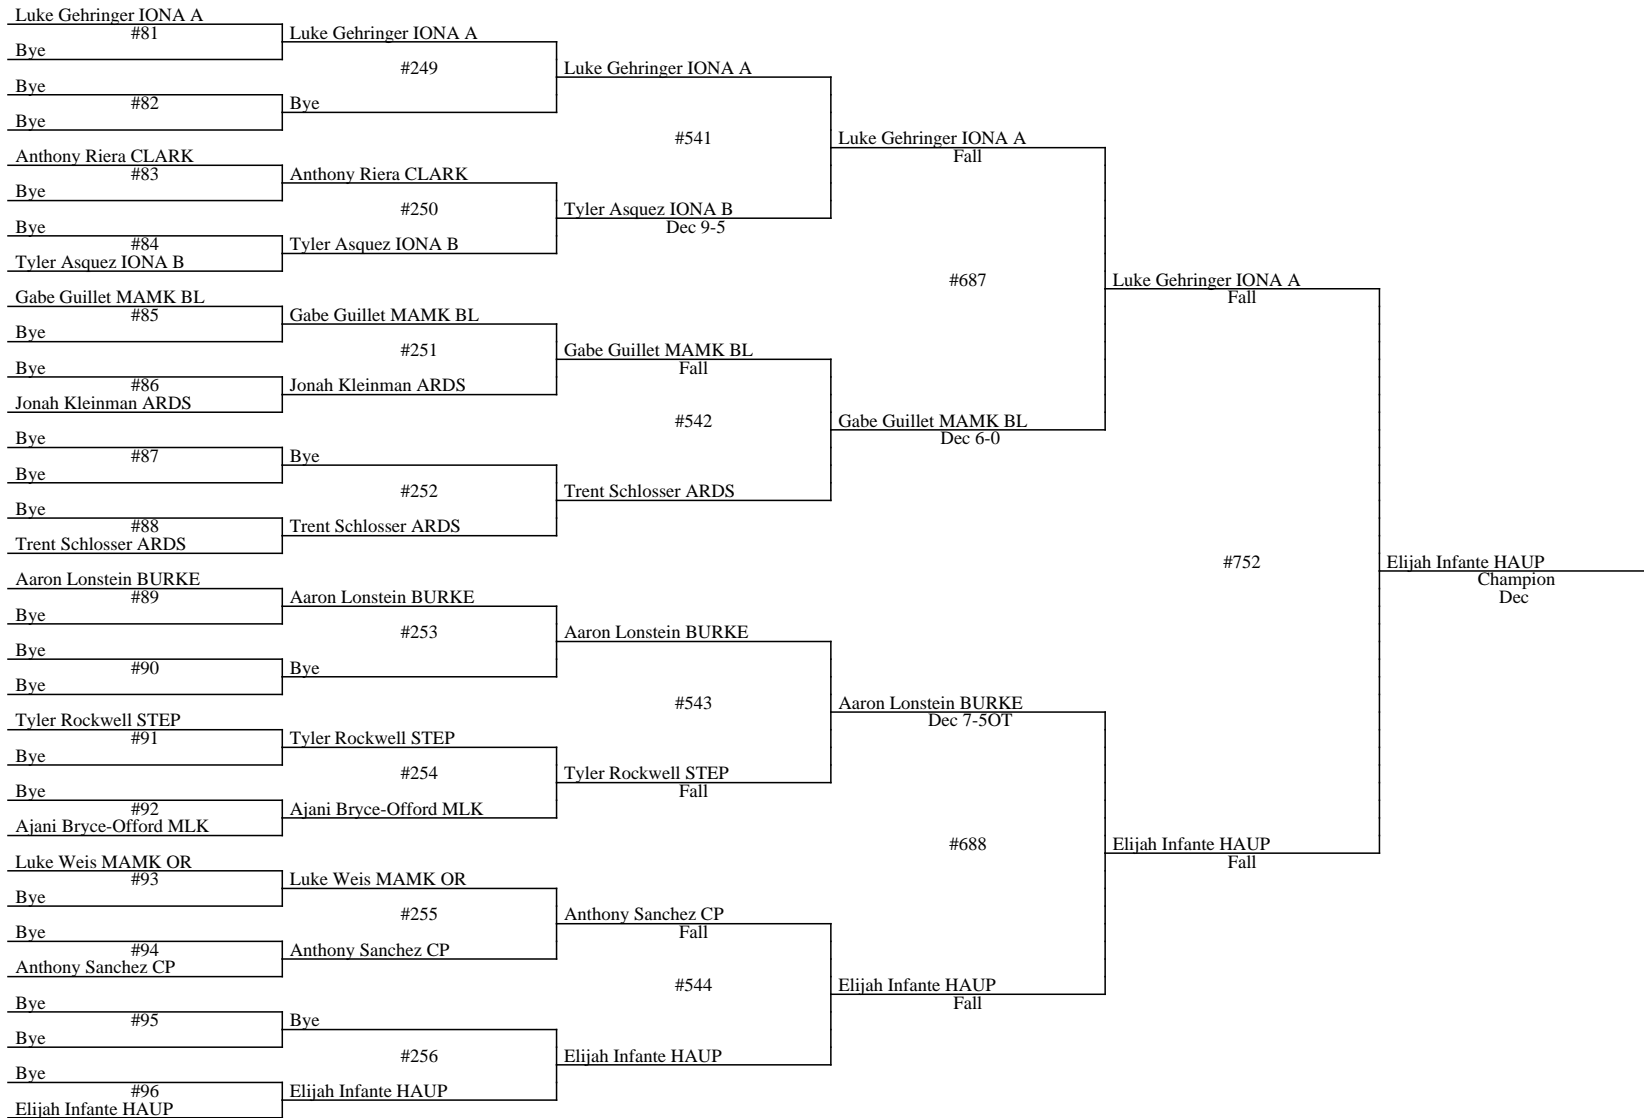 Luke Gehringer IONA A
#81
Bye
Bye
#82
Bye
Anthony Riera CLARK
#83
Bye
Bye
#84
Tyler Asquez IONA B
Gabe Guillet MAMK BL
#85
Bye
Bye
#86
Jonah Kleinman ARDS
Bye
#87
Bye
Bye
#88
Trent Schlosser ARDS
Aaron Lonstein BURKE
#89
Bye
Bye
#90
Bye
Tyler Rockwell STEP
#91
Bye
Bye
#92
Ajani Bryce-Offord MLK
Luke Weis MAMK OR
#93
Bye
Bye
#94
Anthony Sanchez CP
Bye
#95
Bye
Bye
#96
Elijah Infante HAUP
Luke Gehringer IONA A
#249
Bye
Anthony Riera CLARK
#250
Tyler Asquez IONA B
Gabe Guillet MAMK BL
#251
Jonah Kleinman ARDS
Bye
#252
Trent Schlosser ARDS
Aaron Lonstein BURKE
#253
Bye
Tyler Rockwell STEP
#254
Ajani Bryce-Offord MLK
Luke Weis MAMK OR
#255
Anthony Sanchez CP
Bye
#256
Elijah Infante HAUP
Luke Gehringer IONA A
#541
Tyler Asquez IONA B
Dec 9-5
Gabe Guillet MAMK BL
Fall
#542
Trent Schlosser ARDS
Aaron Lonstein BURKE
#543
Tyler Rockwell STEP
Fall
Anthony Sanchez CP
Fall
#544
Elijah Infante HAUP
Luke Gehringer IONA A
Fall
#687
Gabe Guillet MAMK BL
Dec 6-0
Aaron Lonstein BURKE
Dec 7-5OT
#688
Elijah Infante HAUP
Fall
Luke Gehringer IONA A
Fall
#752
Elijah Infante HAUP
Fall
Elijah Infante HAUP
Champion
Dec